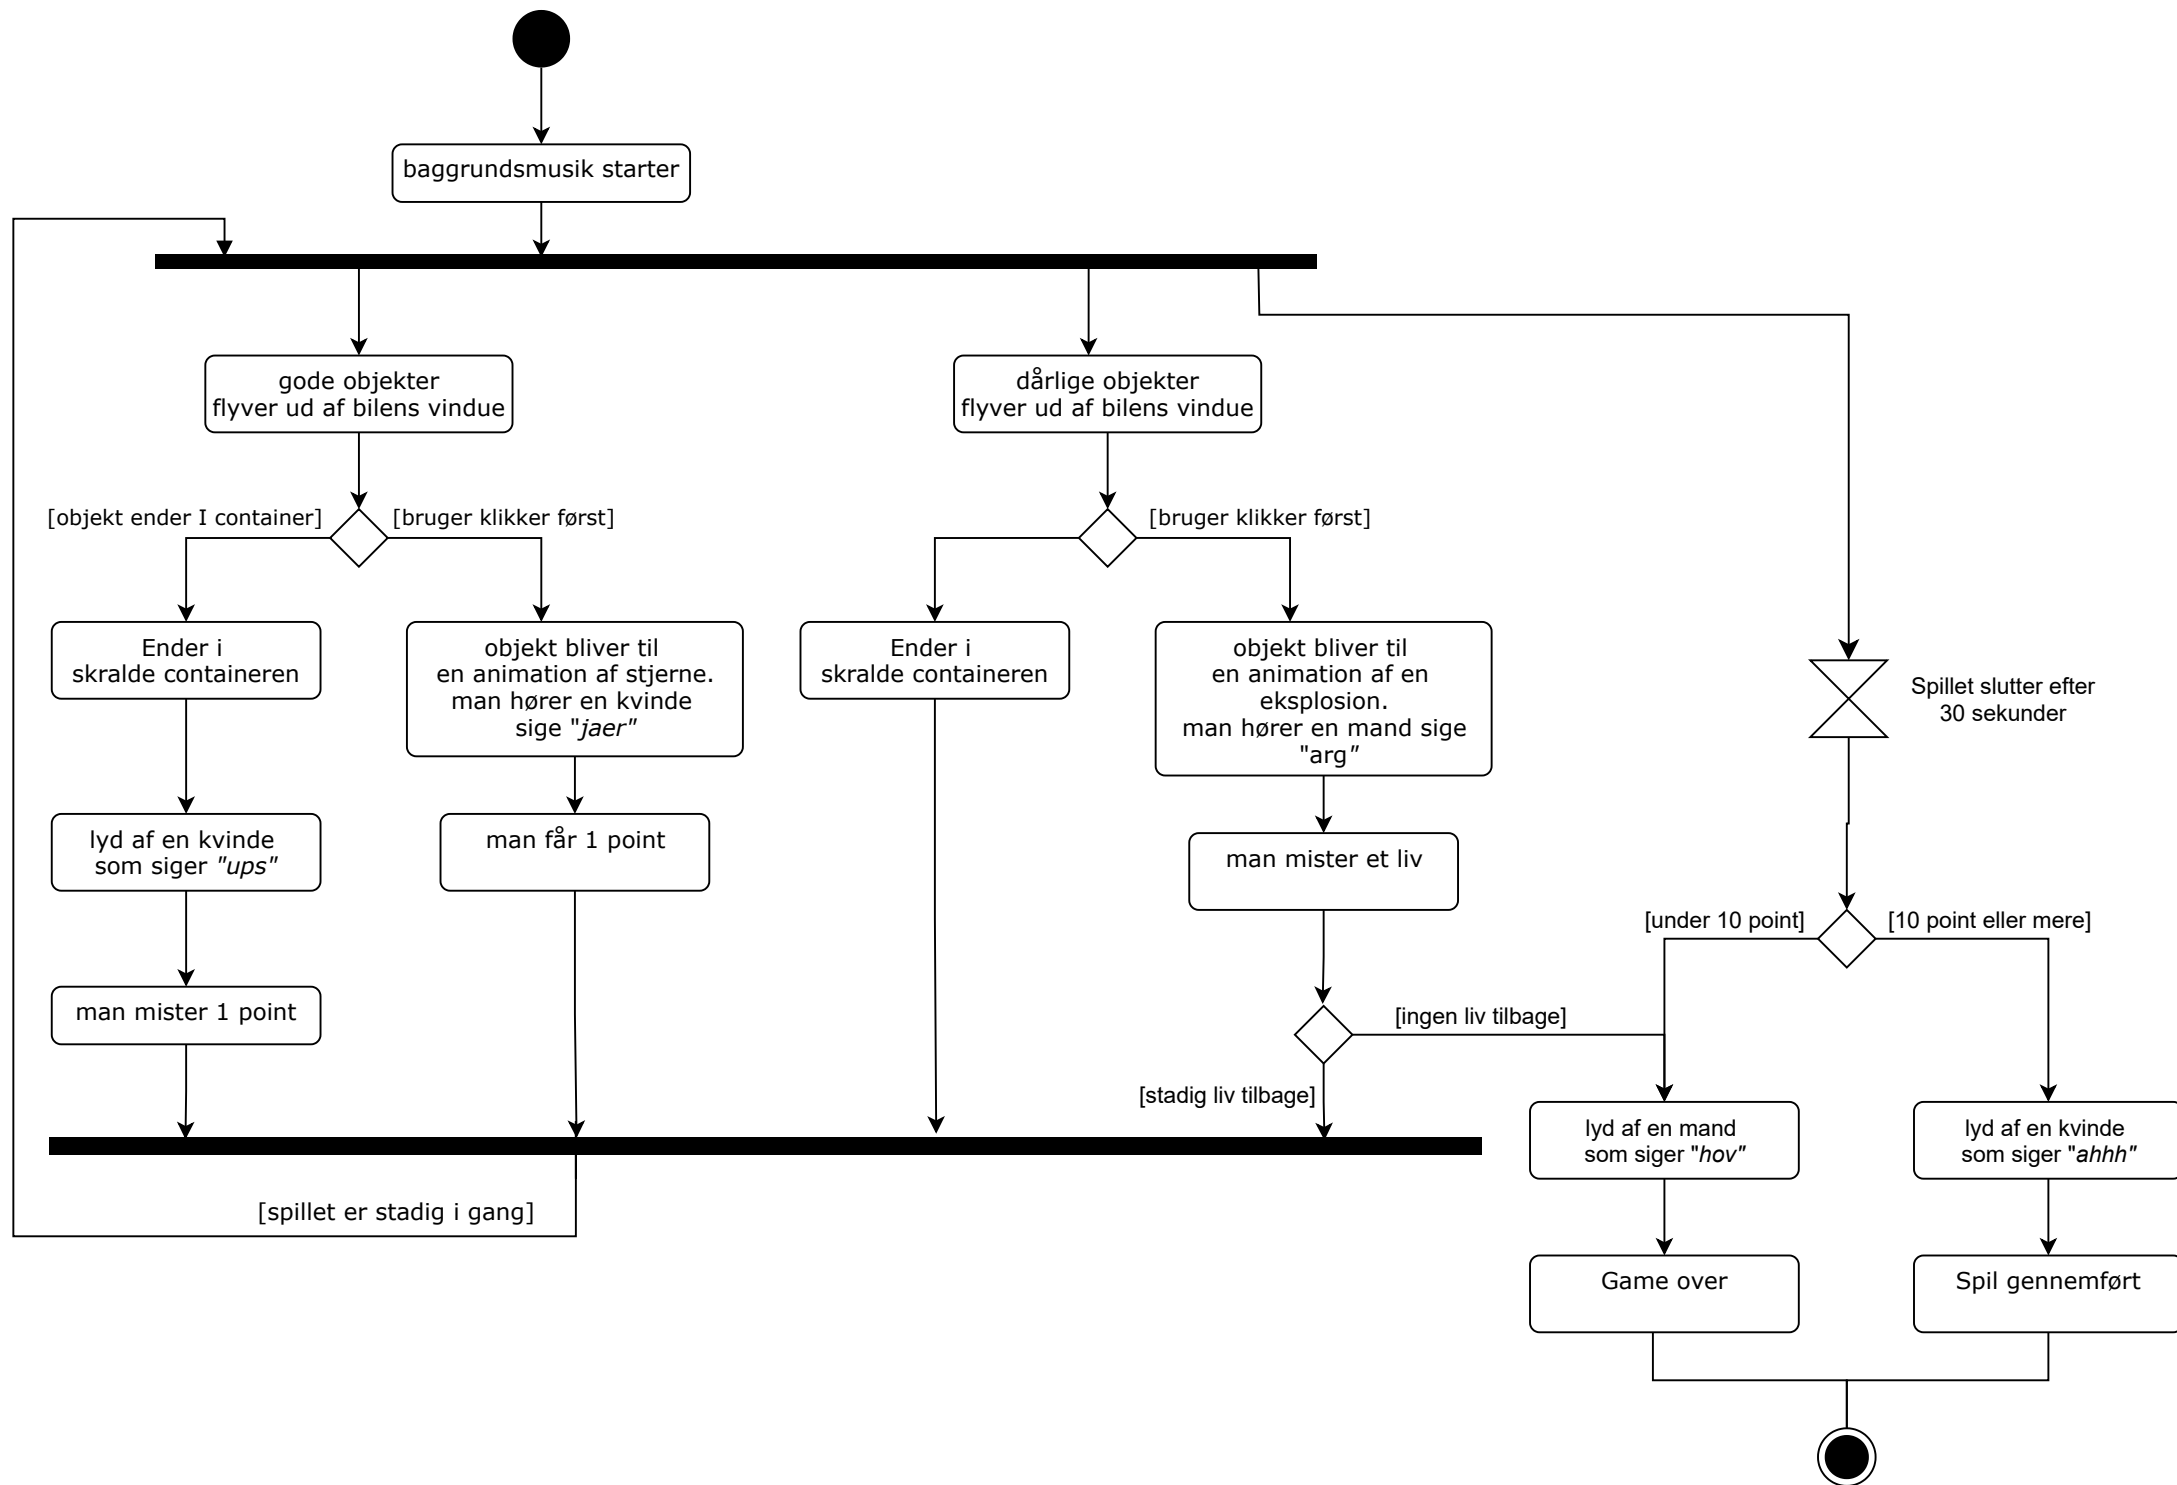 baggrundsmusik starter
gode objekter
flyver ud af bilens vindue
dårlige objekter
flyver ud af bilens vindue
[objekt ender I container]
[bruger klikker først]
[bruger klikker først]
Ender i
skralde containeren
objekt bliver til
en animation af stjerne.
man hører en kvinde
sige "jaer"
Ender i
skralde containeren
objekt bliver til
en animation af en
eksplosion.
man hører en mand sige
"arg"
Spillet slutter efter
30 sekunder
lyd af en kvinde
som siger "ups"
man får 1 point
man mister et liv
[under 10 point]
[10 point eller mere]
man mister 1 point
[ingen liv tilbage]
[stadig liv tilbage]
lyd af en mand
som siger "hov"
lyd af en kvinde
som siger "ahhh"
[spillet er stadig i gang]
Game over
Spil gennemført